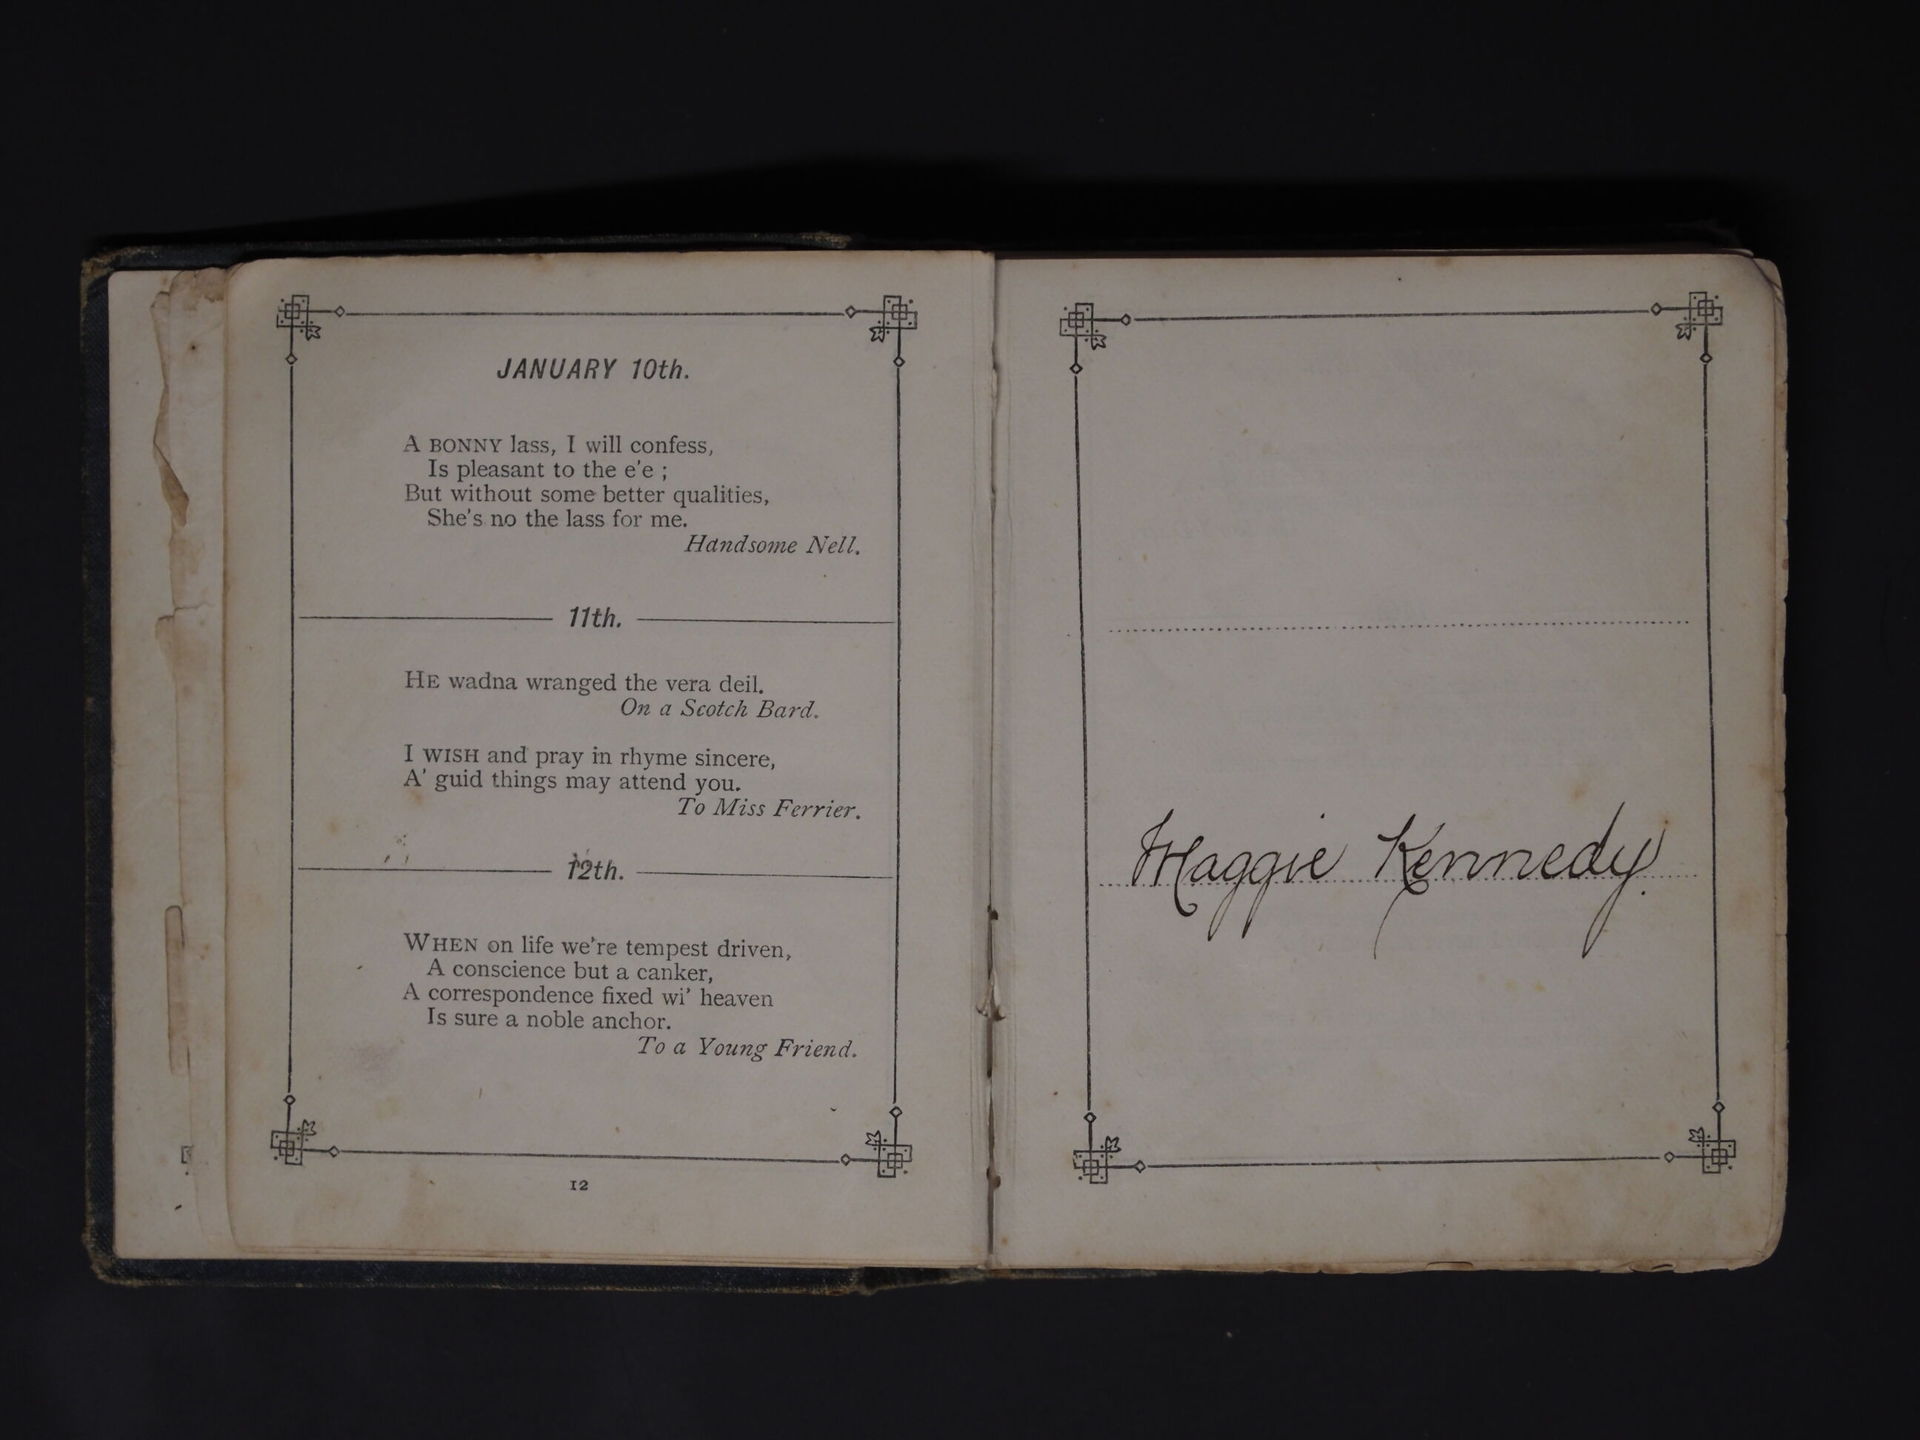 JANUARY 10th.
A BONNY lass, I will confess,
Is pleasant to the e'e ;
But without some better qualities,
She's no the lass for me.
Handsome Nell.
11th.
HE wadna wranged the vera deil.
On a Scotch Bard.
I WISH and pray in rhyme sincere,
A' guid things may attend you.
To Miss Ferrier.
12th.
WHEN on life we're tempest driven,
A conscience but a canker,
A correspondence fixed wi' heaven
Is sure a noble anchor.
To a Young Friend.
12
Maggie Kennedy.